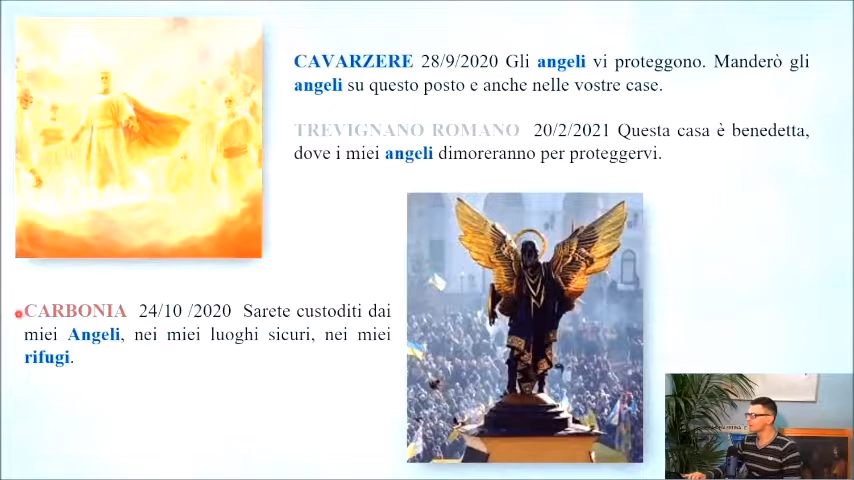 CAVARZERE 28/9/2020 Gli angeli vi proteggono. Manderò gli
angeli su questo posto e anche nelle vostre case.
TREVIGNANO ROMANO 20/2/2021 Questa casa è benedetta,
dove i miei angeli dimoreranno per proteggervi.
CARBONIA 24/10 /2020 Sarete custoditi dai
miei Angeli, nei miei luoghi sicuri, nei miei
rifugi.